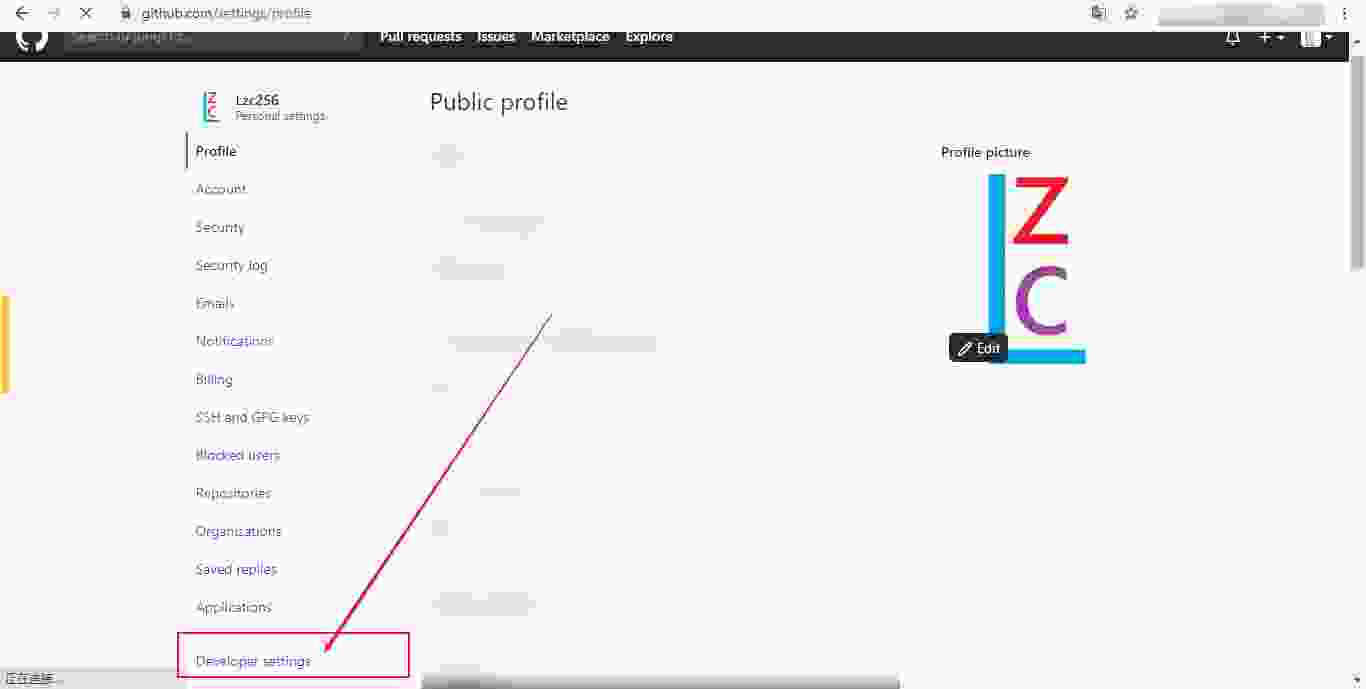 github.com/settings/profile
Search or jump to...
/
Pull requests Issues Marketplace Explore
Lzc256
Personal settings
Profile
Account
Security
Security log
Emails
Notifications
Billing
SSH and GPG keys
Blocked users
Repositories
Organizations
Saved replies
Applications
Developer settings
Public profile
Profile picture
Z
C
Edit
正在连接...